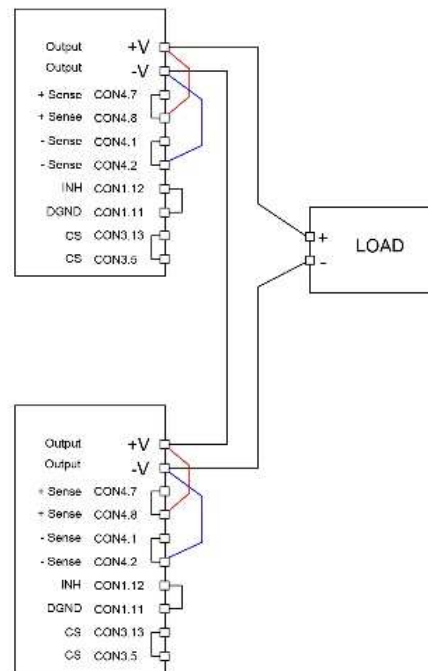 Output +V
Output -V
+ Sense CON4.7
+ Sense CON4.8
- Sense CON4.1
- Sense CON4.2
INH CON1.12
DGND CON1.11
CS CON3.13
CS CON3.5
+ LOAD
-
Output +V
Output -V
+ Sense CON4.7
+ Sense CON4.8
- Sense CON4.1
- Sense CON4.2
INH CON1.12
DGND CON1.11
CS CON3.13
CS CON3.5